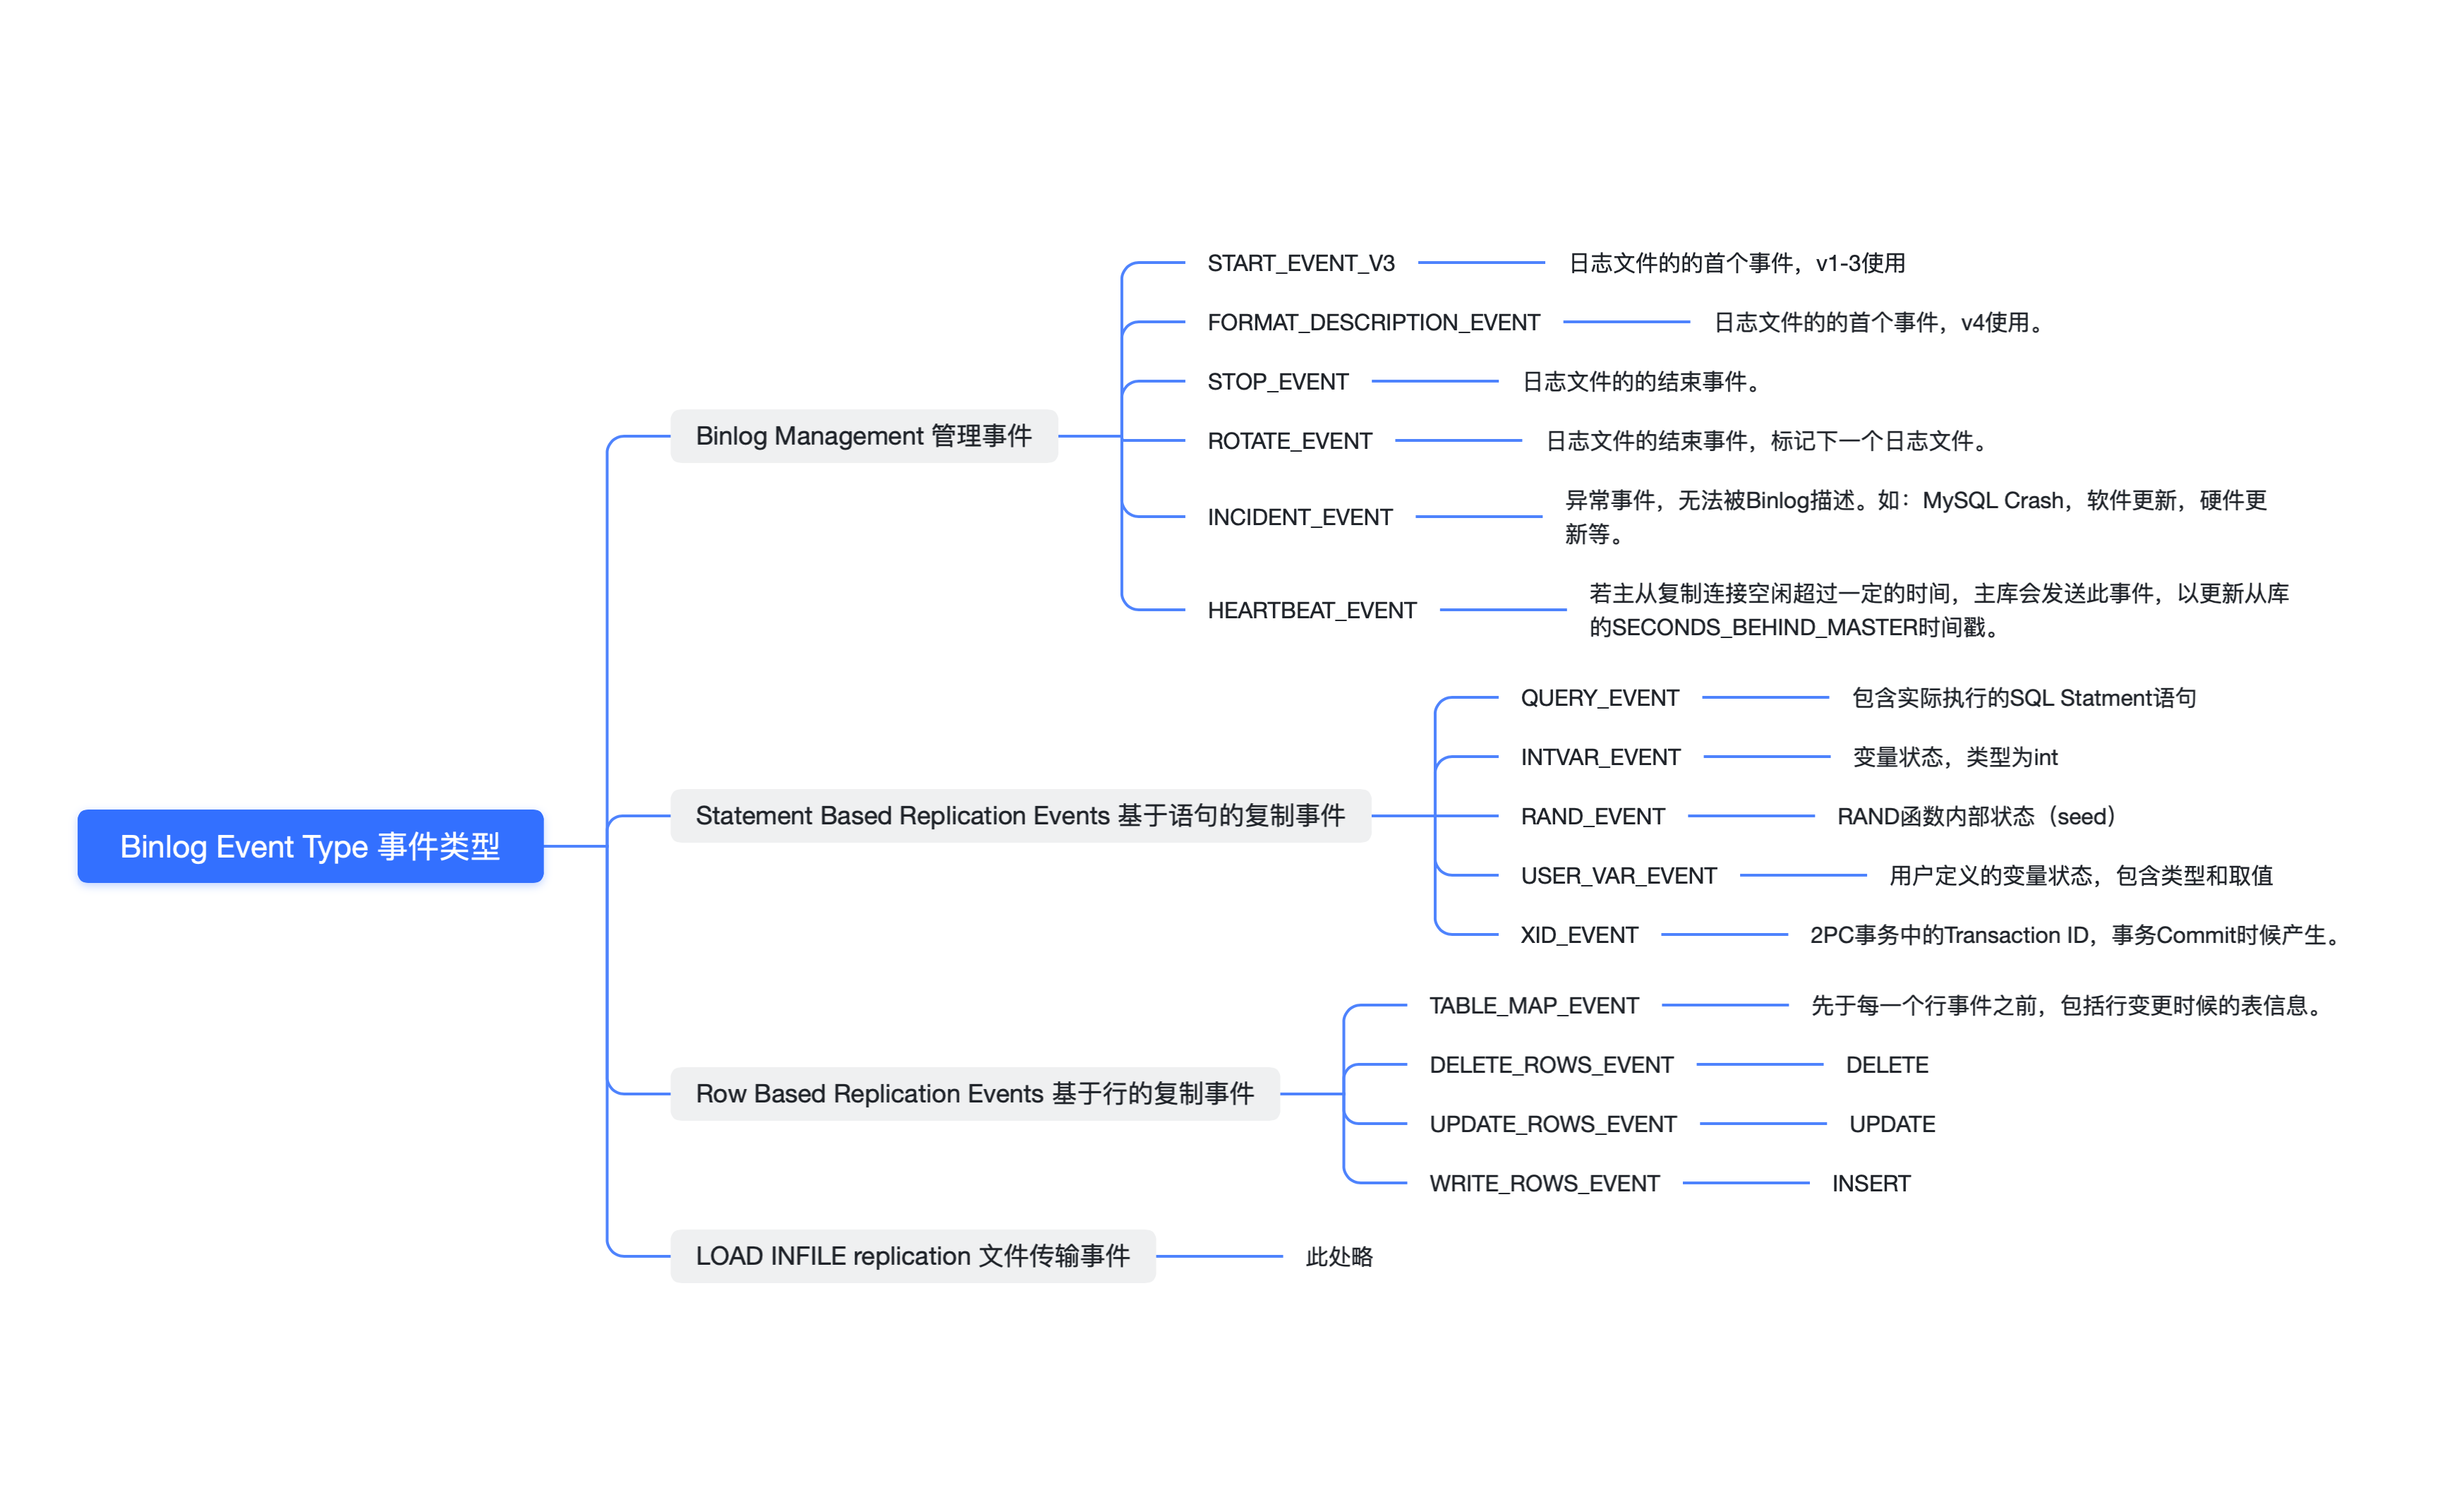 Binlog Event Type 事件类型
Binlog Management 管理事件
START_EVENT_V3
日志文件的的首个事件，v1-3使用
FORMAT_DESCRIPTION_EVENT
日志文件的的首个事件，v4使用。
STOP_EVENT
日志文件的的结束事件。
ROTATE_EVENT
日志文件的结束事件，标记下一个日志文件。
INCIDENT_EVENT
异常事件，无法被Binlog描述。如：MySQL Crash，软件更新，硬件更
新等。
HEARTBEAT_EVENT
若主从复制连接空闲超过一定的时间，主库会发送此事件，以更新从库
的SECONDS_BEHIND_MASTER时间戳。
Statement Based Replication Events 基于语句的复制事件
QUERY_EVENT
包含实际执行的SQL Statment语句
INTVAR_EVENT
变量状态，类型为int
RAND_EVENT
RAND函数内部状态（seed）
USER_VAR_EVENT
用户定义的变量状态，包含类型和取值
XID_EVENT
2PC事务中的Transaction ID，事务Commit时候产生。
Row Based Replication Events 基于行的复制事件
TABLE_MAP_EVENT
先于每一个行事件之前，包括行变更时候的表信息。
DELETE_ROWS_EVENT
DELETE
UPDATE_ROWS_EVENT
UPDATE
WRITE_ROWS_EVENT
INSERT
LOAD INFILE replication 文件传输事件
此处略